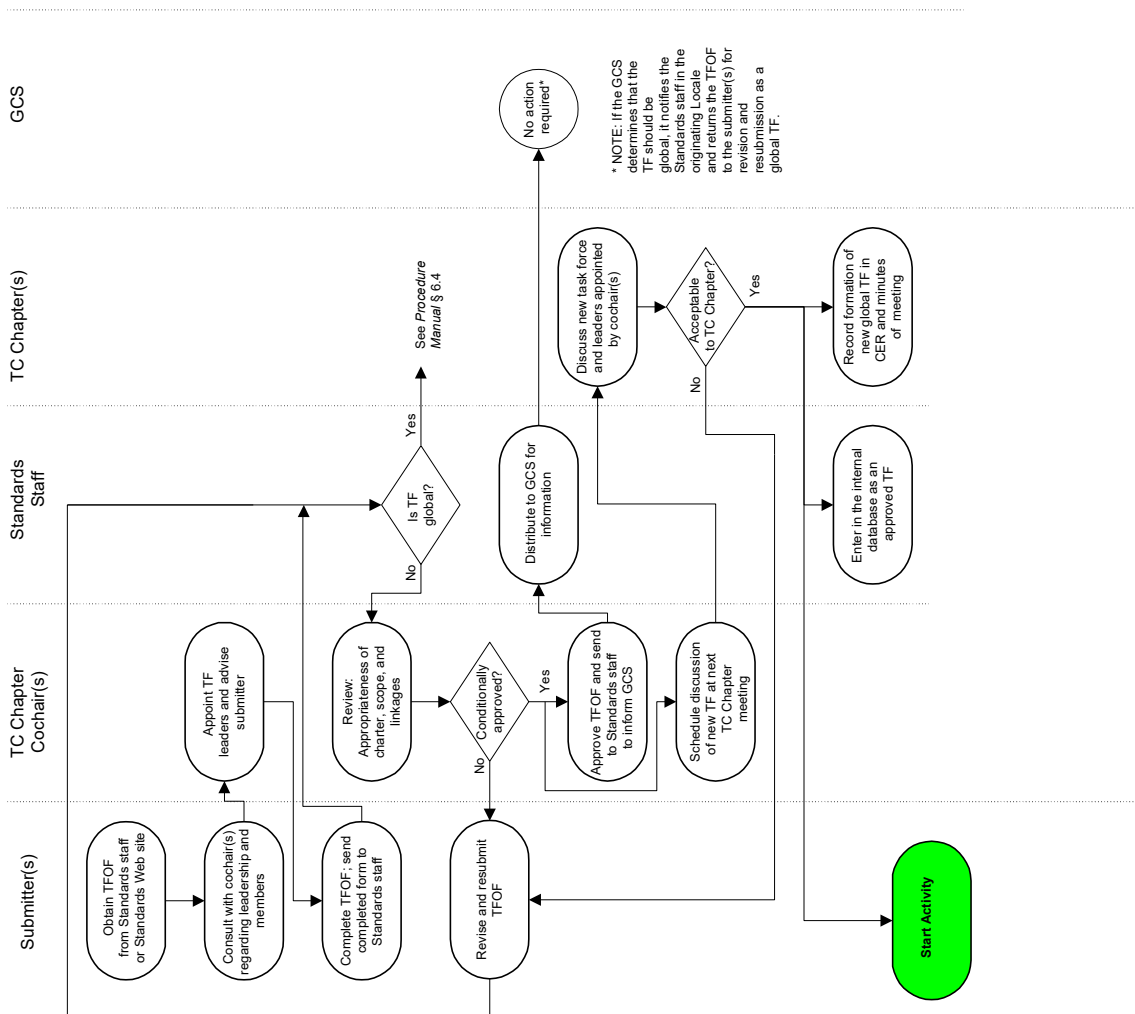 Submitter(s)
TC Chapter
Cochair(s)
Standards
Staff
TC Chapter(s)
GCS
Obtain TFOF
from Standards staff
or Standards Web site
Consult with cochair(s)
regarding leadership and
members
Appoint TF
leaders and advise
submitter
Complete TFOF; send
completed form to
Standards staff
Is TF
global?
Yes
No
See Procedure
Manual § 6.4
Review:
Appropriateness of
charter, scope, and
linkages
Conditionally
approved?
No
Yes
Revise and resubmit
TFOF
Approve TFOF and send
to Standards staff
to inform GCS
Distribute to GCS for
information
No action
required*
* NOTE: If the GCS
determines that the
TF should be
global, it notifies the
Standards staff in the
originating Locale
and returns the TFOF
to the submitter(s) for
revision and
resubmission as a
global TF.
Schedule discussion
of new TF at next
TC Chapter
meeting
Discuss new task force
and leaders appointed
by cochair(s)
Acceptable
to TC Chapter?
No
Yes
Enter in the internal
database as an
approved TF
Record formation of
new global TF in
CER and minutes
of meeting
Start Activity